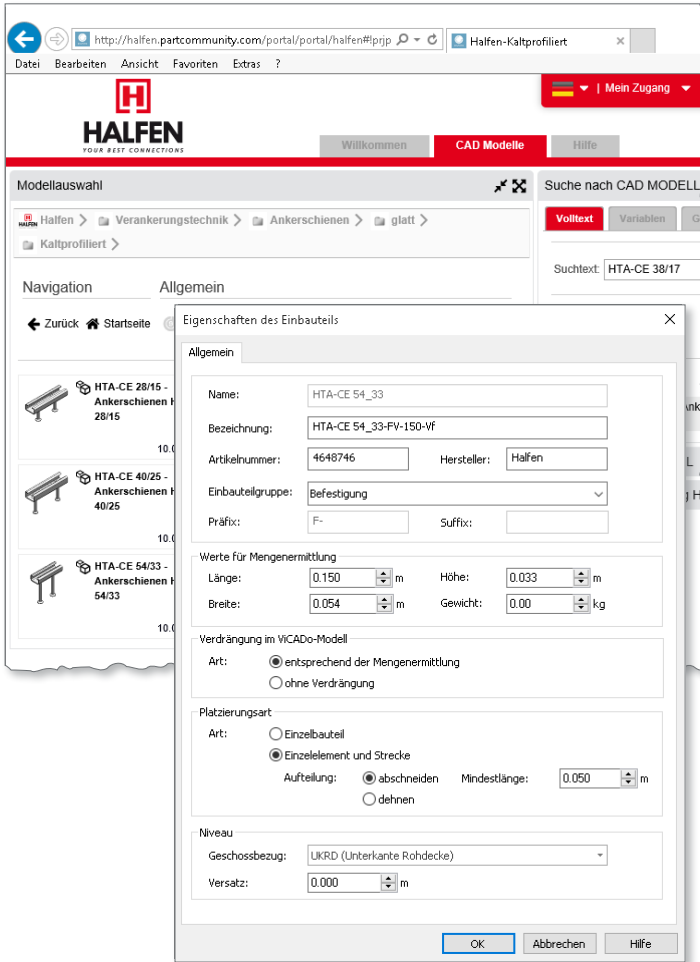 http://halfen.partcommunity.com/portal/portal/halfen#!prjp
Halfen-Kaltprofiliert
Datei Bearbeiten Ansicht Favoriten Extras ?
HALFEN
YOUR BEST CONNECTIONS
Mein Zugang
Willkommen CAD Modelle Hilfe
Modellauswahl
Suche nach CAD MODELL
Halfen > Verankerungstechnik > Ankerschienen > glatt >
Kaltprofiliert >
Volltext Variablen G
Suchtext: HTA-CE 38/17
Navigation Allgemein
Zurück Startseite
HTA-CE 28/15 -
Ankerschienen H
28/15
10.0
HTA-CE 40/25 -
Ankerschienen H
40/25
10.0
HTA-CE 54/33 -
Ankerschienen H
54/33
10.0
Eigenschaften des Einbauteils
Allgemein
Name: HTA-CE 54_33
Bezeichnung: HTA-CE 54_33-FV-150-Vf
Artikelnummer: 4648746 Hersteller: Halfen
Einbauteilgruppe: Befestigung
Präfix: F- Suffix:
Werte für Mengenermittlung
Länge: 0.150 m Höhe: 0.033 m
Breite: 0.054 m Gewicht: 0.00 kg
Verdrängung im ViCADo-Modell
Art: entsprechend der Mengenermittlung
ohne Verdrängung
Platzierungsart
Art: Einzelbauteil
Einzelelement und Strecke
Aufteilung: abschneiden Mindestlänge: 0.050 m
dehnen
Niveau
Geschossbezug: UKRD (Unterkante Rohdecke)
Versatz: 0.000 m
OK Abbrechen Hilfe